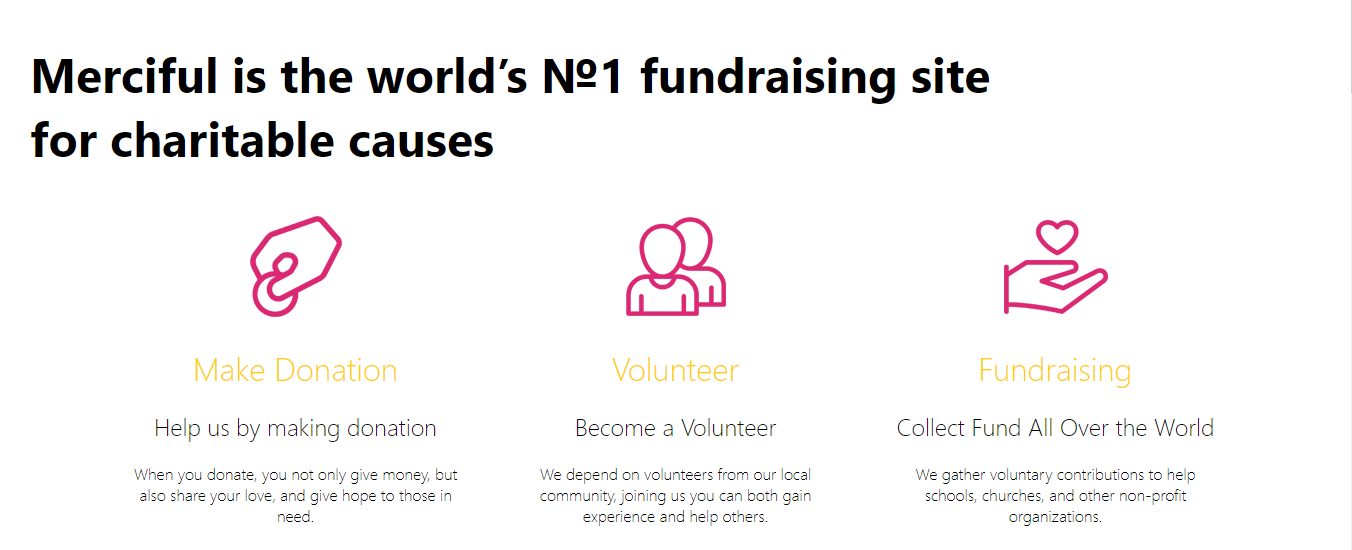 Merciful is the world’s №1 fundraising site
for charitable causes
Make Donation
Help us by making donation
When you donate, you not only give money, but
also share your love, and give hope to those in
need.
Volunteer
Become a Volunteer
We depend on volunteers from our local
community, joining us you can both gain
experience and help others.
Fundraising
Collect Fund All Over the World
We gather voluntary contributions to help
schools, churches, and other non-profit
organizations.